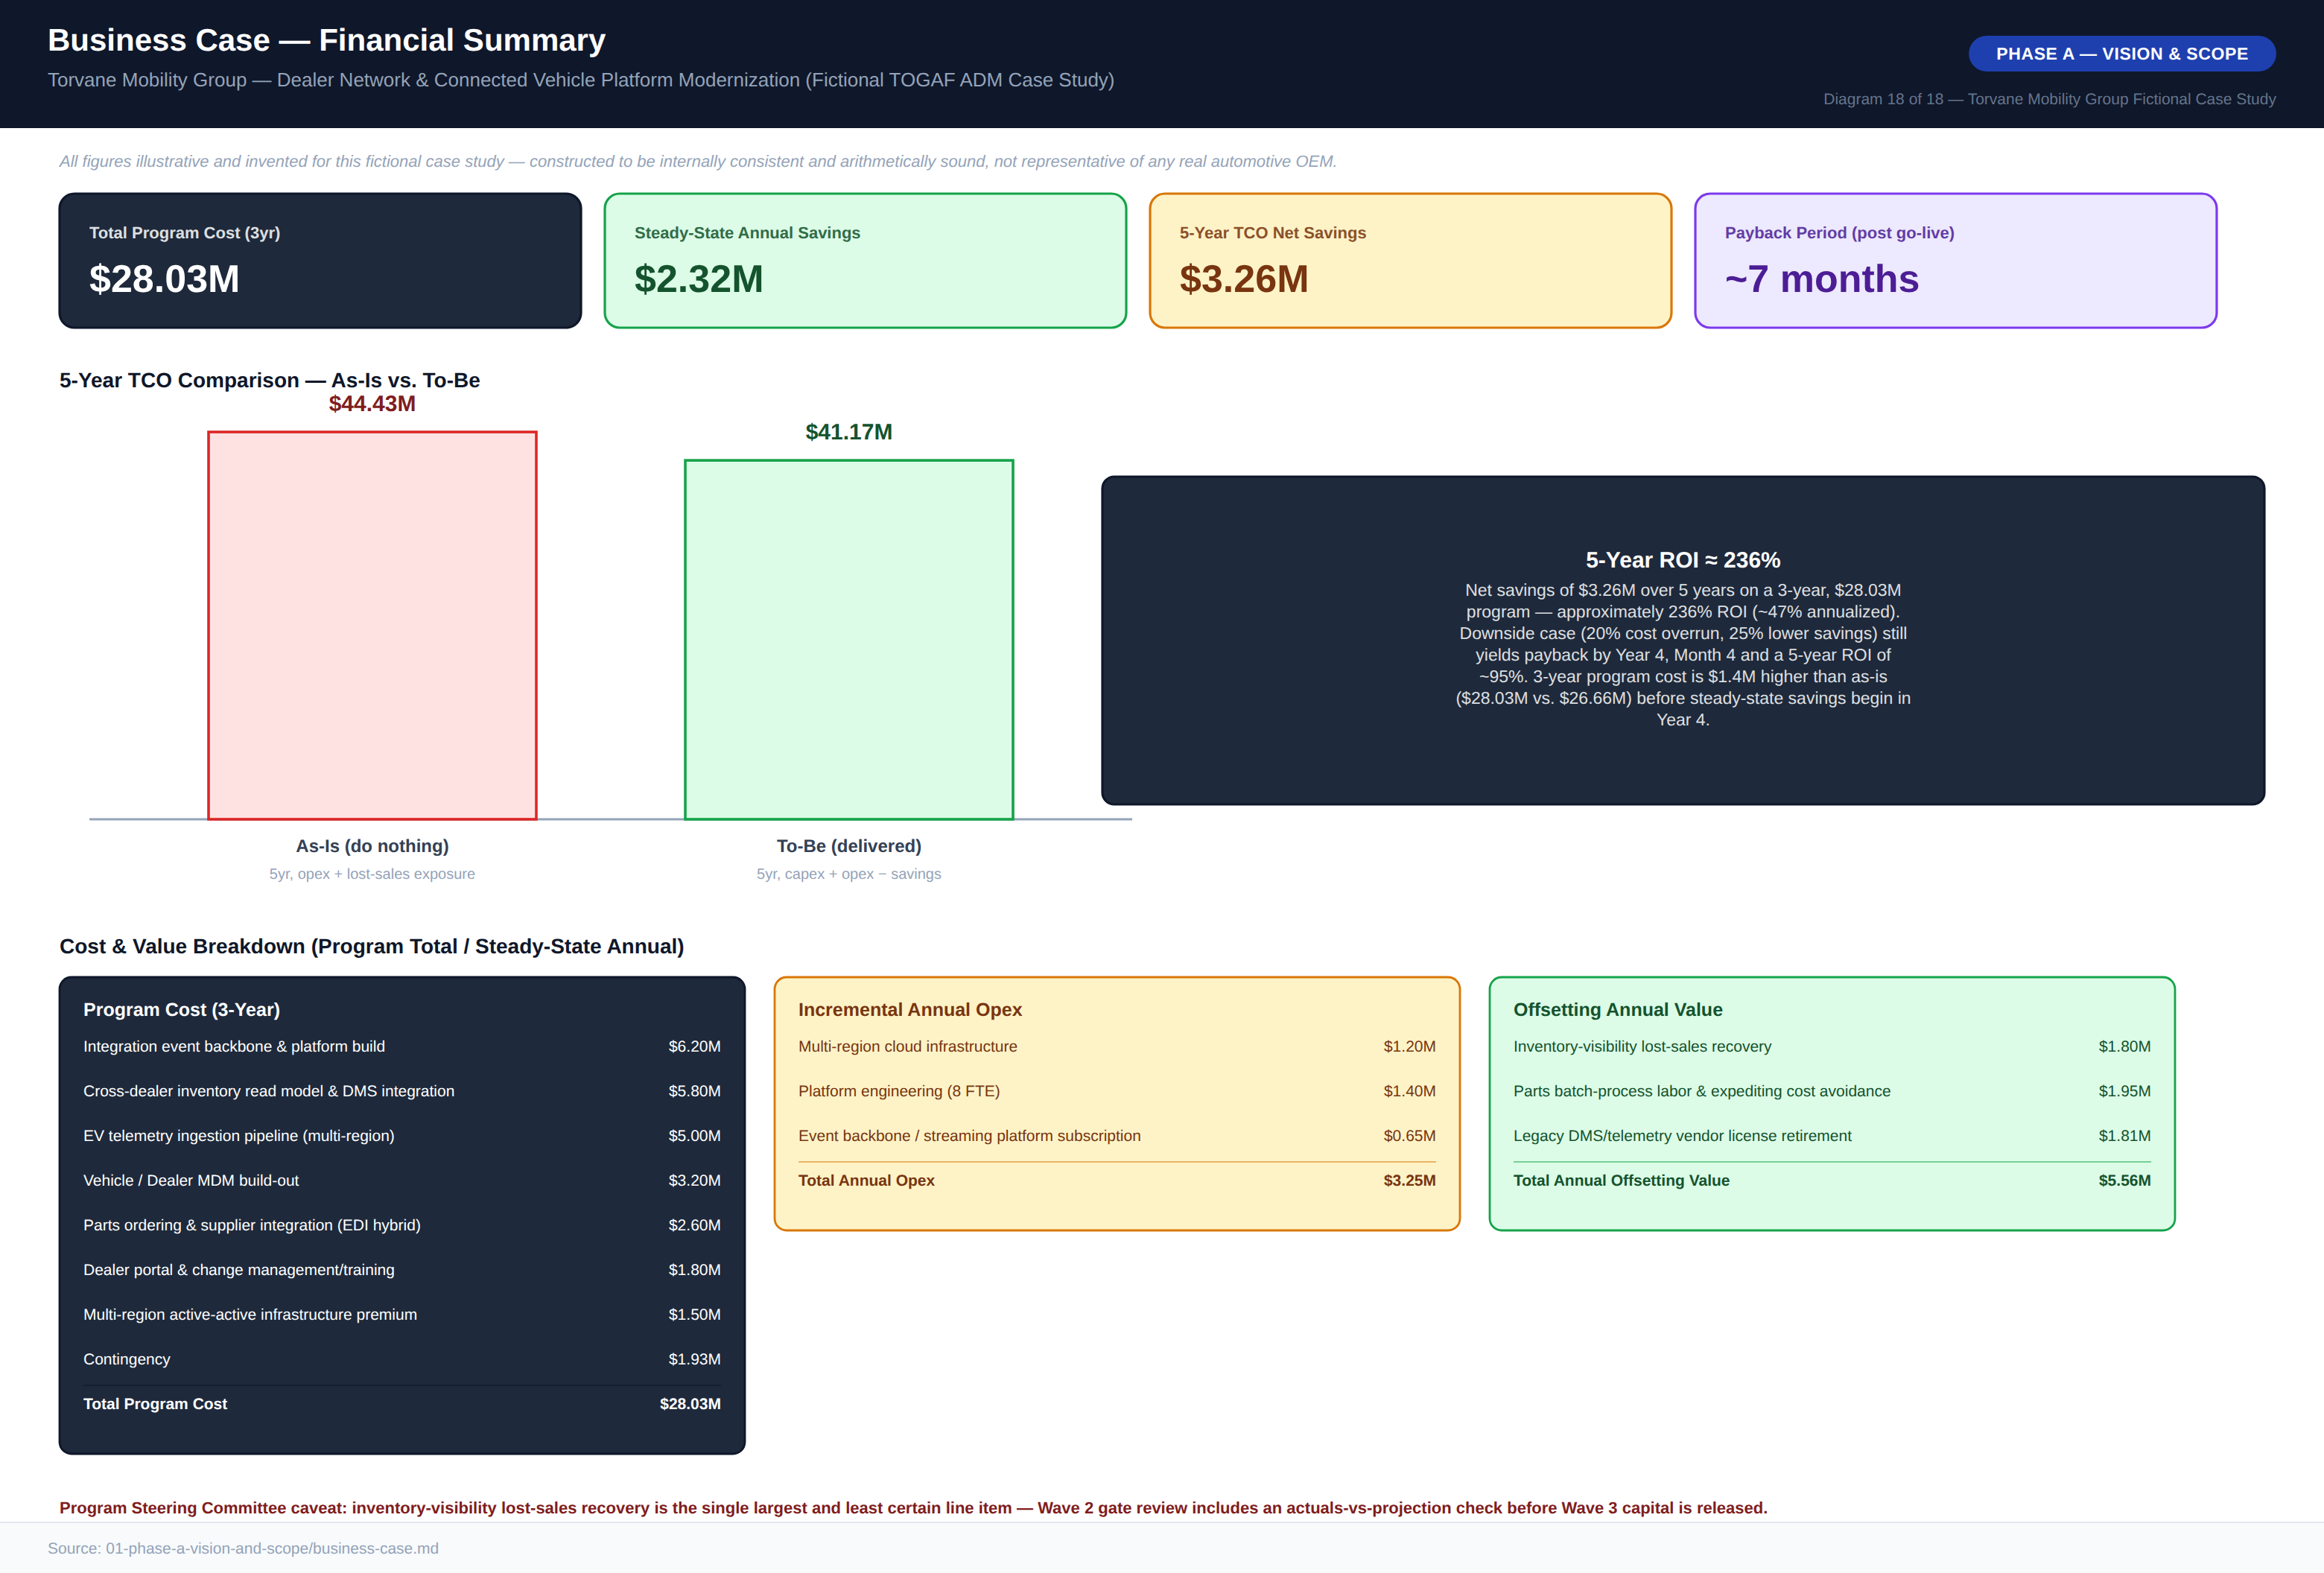 Business Case — Financial Summary
Torvane Mobility Group — Dealer Network & Connected Vehicle Platform Modernization (Fictional TOGAF ADM Case Study)
PHASE A — VISION & SCOPE
Diagram 18 of 18 — Torvane Mobility Group Fictional Case Study
All figures illustrative and invented for this fictional case study — constructed to be internally consistent and arithmetically sound, not representative of any real automotive OEM.
Total Program Cost (3yr)
$28.03M
Steady-State Annual Savings
$2.32M
5-Year TCO Net Savings
$3.26M
Payback Period (post go-live)
~7 months
5-Year TCO Comparison — As-Is vs. To-Be
$44.43M
$41.17M
As-Is (do nothing)
5yr, opex + lost-sales exposure
To-Be (delivered)
5yr, capex + opex − savings
5-Year ROI ≈ 236%
Net savings of $3.26M over 5 years on a 3-year, $28.03M
program — approximately 236% ROI (~47% annualized).
Downside case (20% cost overrun, 25% lower savings) still
yields payback by Year 4, Month 4 and a 5-year ROI of
~95%. 3-year program cost is $1.4M higher than as-is
($28.03M vs. $26.66M) before steady-state savings begin in
Year 4.
Cost & Value Breakdown (Program Total / Steady-State Annual)
Program Cost (3-Year)
Integration event backbone & platform build $6.20M
Cross-dealer inventory read model & DMS integration $5.80M
EV telemetry ingestion pipeline (multi-region) $5.00M
Vehicle / Dealer MDM build-out $3.20M
Parts ordering & supplier integration (EDI hybrid) $2.60M
Dealer portal & change management/training $1.80M
Multi-region active-active infrastructure premium $1.50M
Contingency $1.93M
Total Program Cost $28.03M
Incremental Annual Opex
Multi-region cloud infrastructure $1.20M
Platform engineering (8 FTE) $1.40M
Event backbone / streaming platform subscription $0.65M
Total Annual Opex $3.25M
Offsetting Annual Value
Inventory-visibility lost-sales recovery $1.80M
Parts batch-process labor & expediting cost avoidance $1.95M
Legacy DMS/telemetry vendor license retirement $1.81M
Total Annual Offsetting Value $5.56M
Program Steering Committee caveat: inventory-visibility lost-sales recovery is the single largest and least certain line item — Wave 2 gate review includes an actuals-vs-projection check before Wave 3 capital is released.
Source: 01-phase-a-vision-and-scope/business-case.md